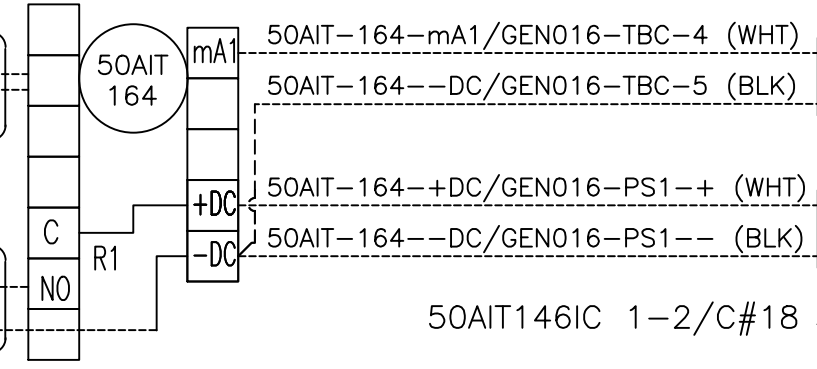 50AIT
164
mA1
50AIT-164-mA1/GEN016-TBC-4 (WHT)
50AIT-164--DC/GEN016-TBC-5 (BLK)
+DC
50AIT-164-+DC/GEN016-PS1-+ (WHT)
C
R1
-DC
50AIT-164--DC/GEN016-PS1-- (BLK)
NO
50AIT146IC 1-2/C#18